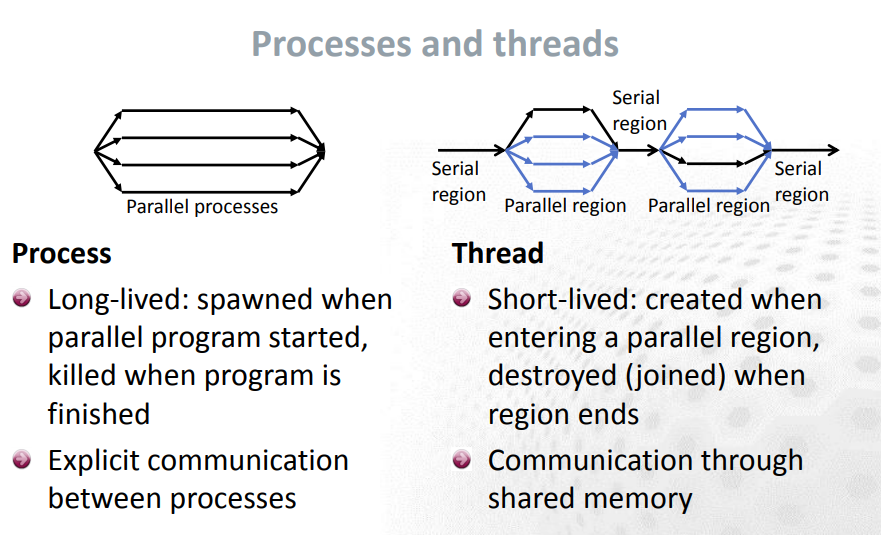 Processes and threads
Parallel processes
Serial
region
Parallel region
Serial
region
Parallel region
Serial
region
Process
Long-lived: spawned when
parallel program started,
killed when program is
finished
Explicit communication
between processes
Thread
Short-lived: created when
entering a parallel region,
destroyed (joined) when
region ends
Communication through
shared memory